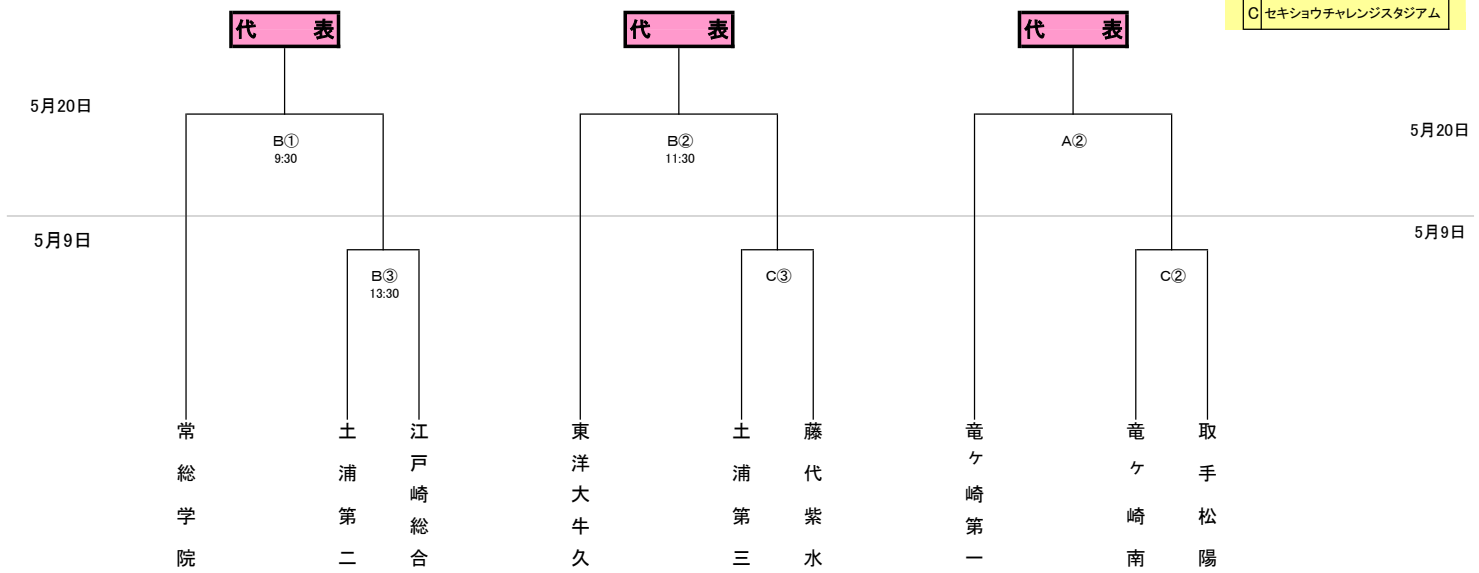 C セキショウチャレンジスタジアム
代 表
代 表
代 表
5月20日
5月20日
B①
9:30
B②
11:30
A②
5月9日
5月9日
B③
13:30
C③
C②
常総学院
土浦第二
江戸崎総合
東洋大牛久
土浦第三
藤代紫水
竜ケ崎第一
竜ケ崎南
取手松陽